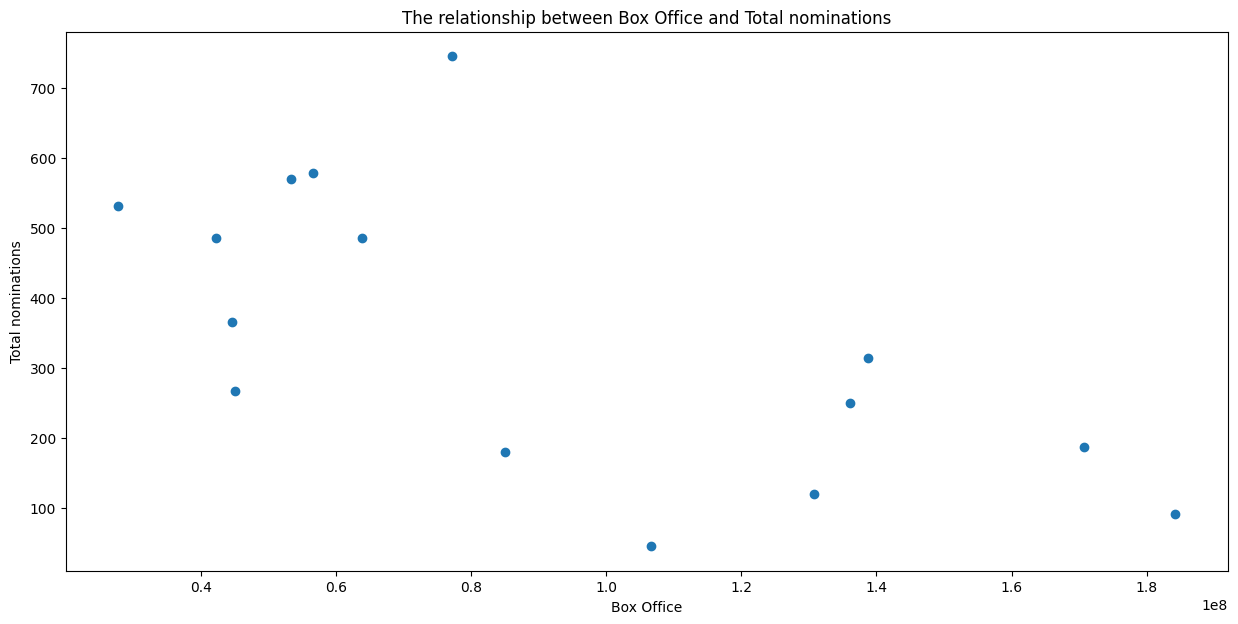 The relationship between Box Office and Total nominations
Total nominations
700
600
500
400
300
200
100
0.4 0.6 0.8 1.0 1.2 1.4 1.6 1.8
Box Office
1e8